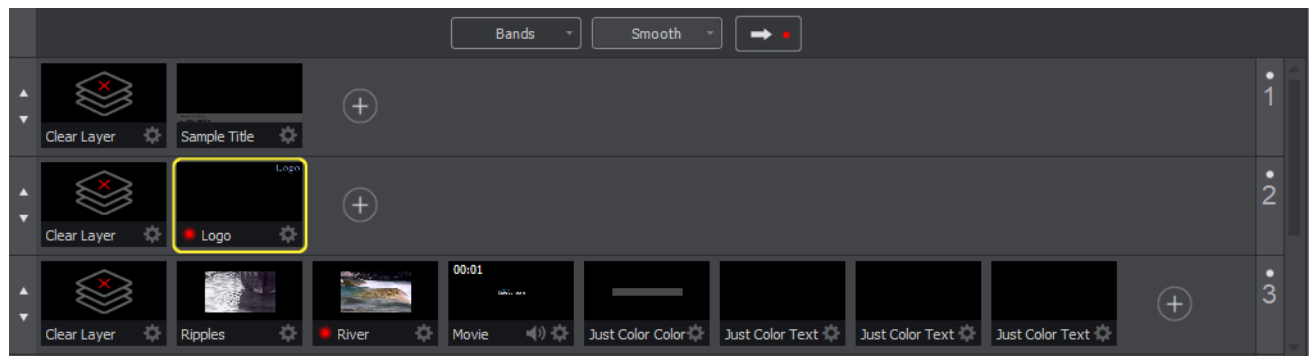 Bands Smooth
Clear Layer Sample Title 1
Logo
Clear Layer Logo 2
00:01
Clear Layer Ripples River Movie Just Color Color Just Color Text Just Color Text Just Color Text 3